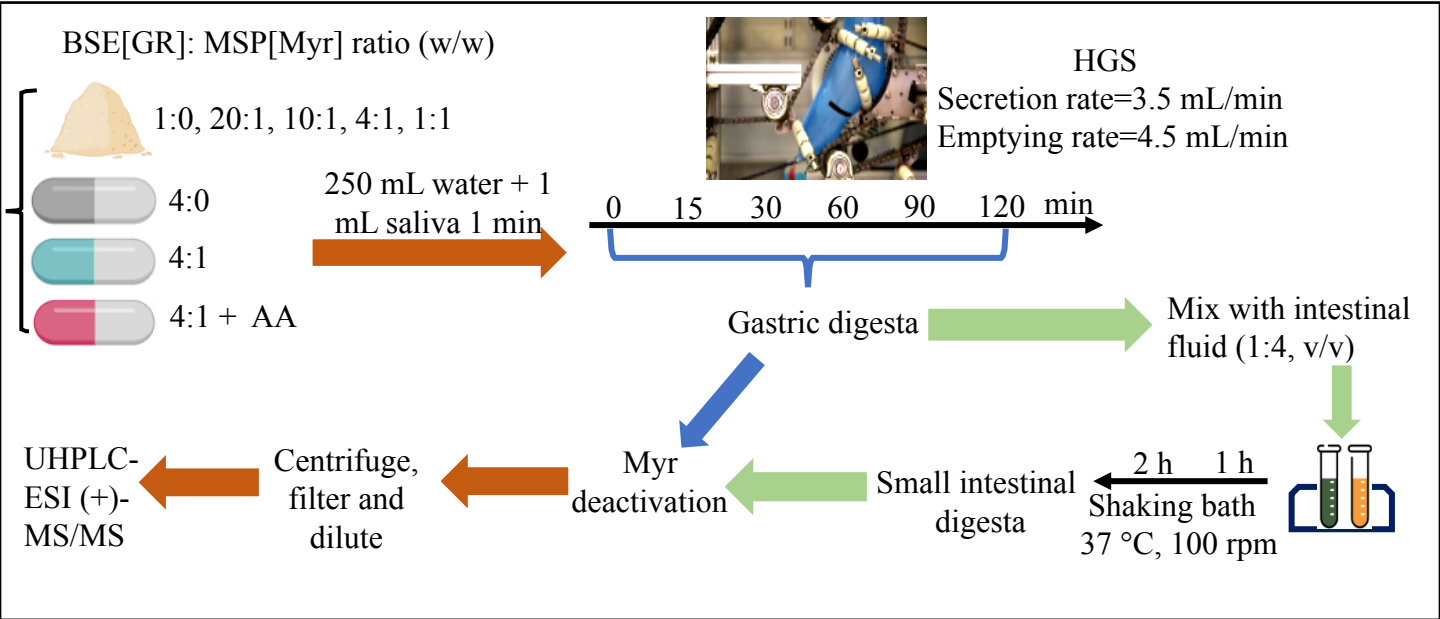 BSE[GR]: MSP[Myr] ratio (w/w)
1:0, 20:1, 10:1, 4:1, 1:1
4:0
4:1
4:1 + AA
250 mL water + 1
mL saliva 1 min
HGS
Secretion rate=3.5 mL/min
Emptying rate=4.5 mL/min
0 15 30 60 90 120 min
Gastric digesta
Mix with intestinal
fluid (1:4, v/v)
2 h 1 h
Shaking bath
37 °C, 100 rpm
Small intestinal
digesta
Myr
deactivation
Centrifuge,
filter and
dilute
UHPLC-
ESI (+)-
MS/MS